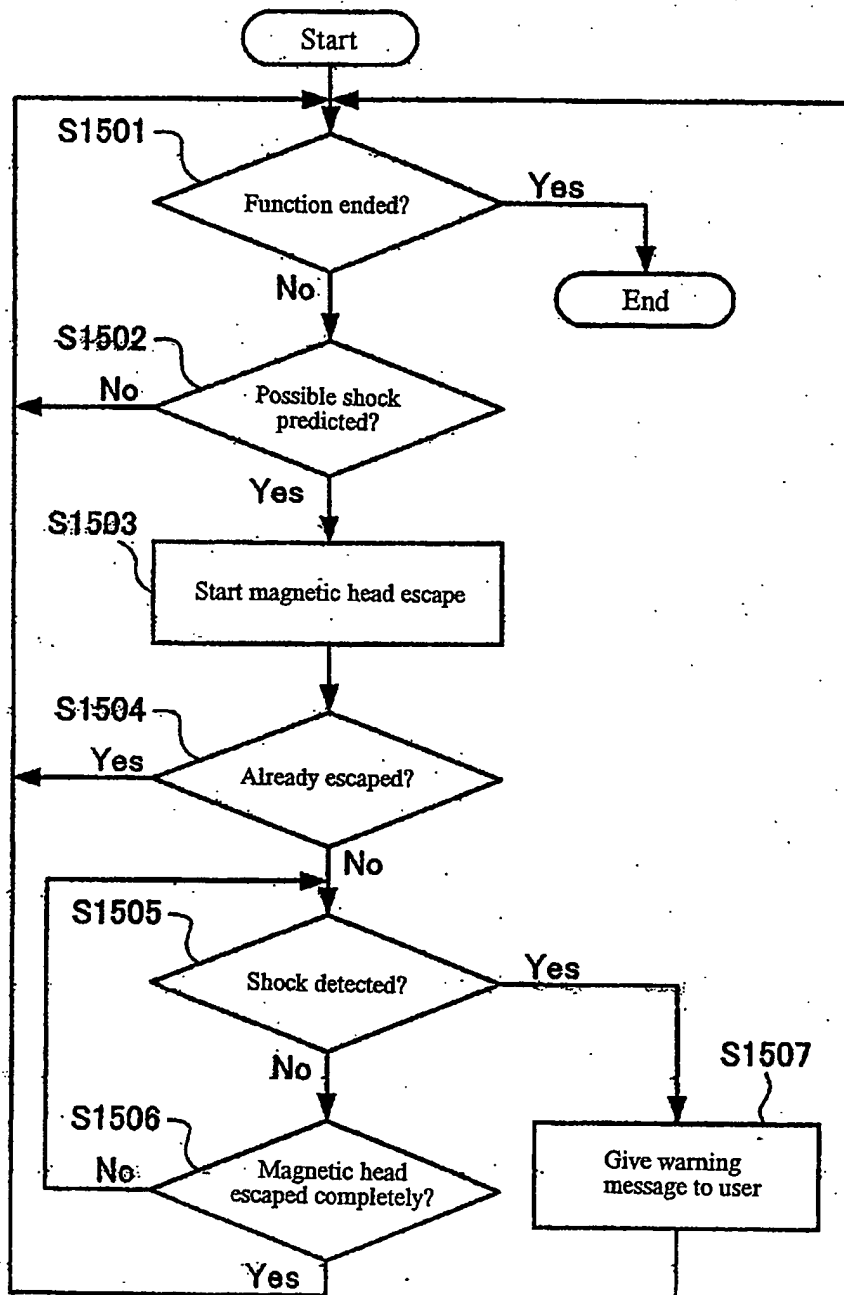 Start
S1501
Function ended?
Yes
End
No
S1502
No
Possible shock
predicted?
Yes
S1503
Start magnetic head escape
S1504
Yes
Already escaped?
No
S1505
Shock detected?
Yes
No
S1507
Give warning
message to user
S1506
No
Magnetic head
escaped completely?
Yes